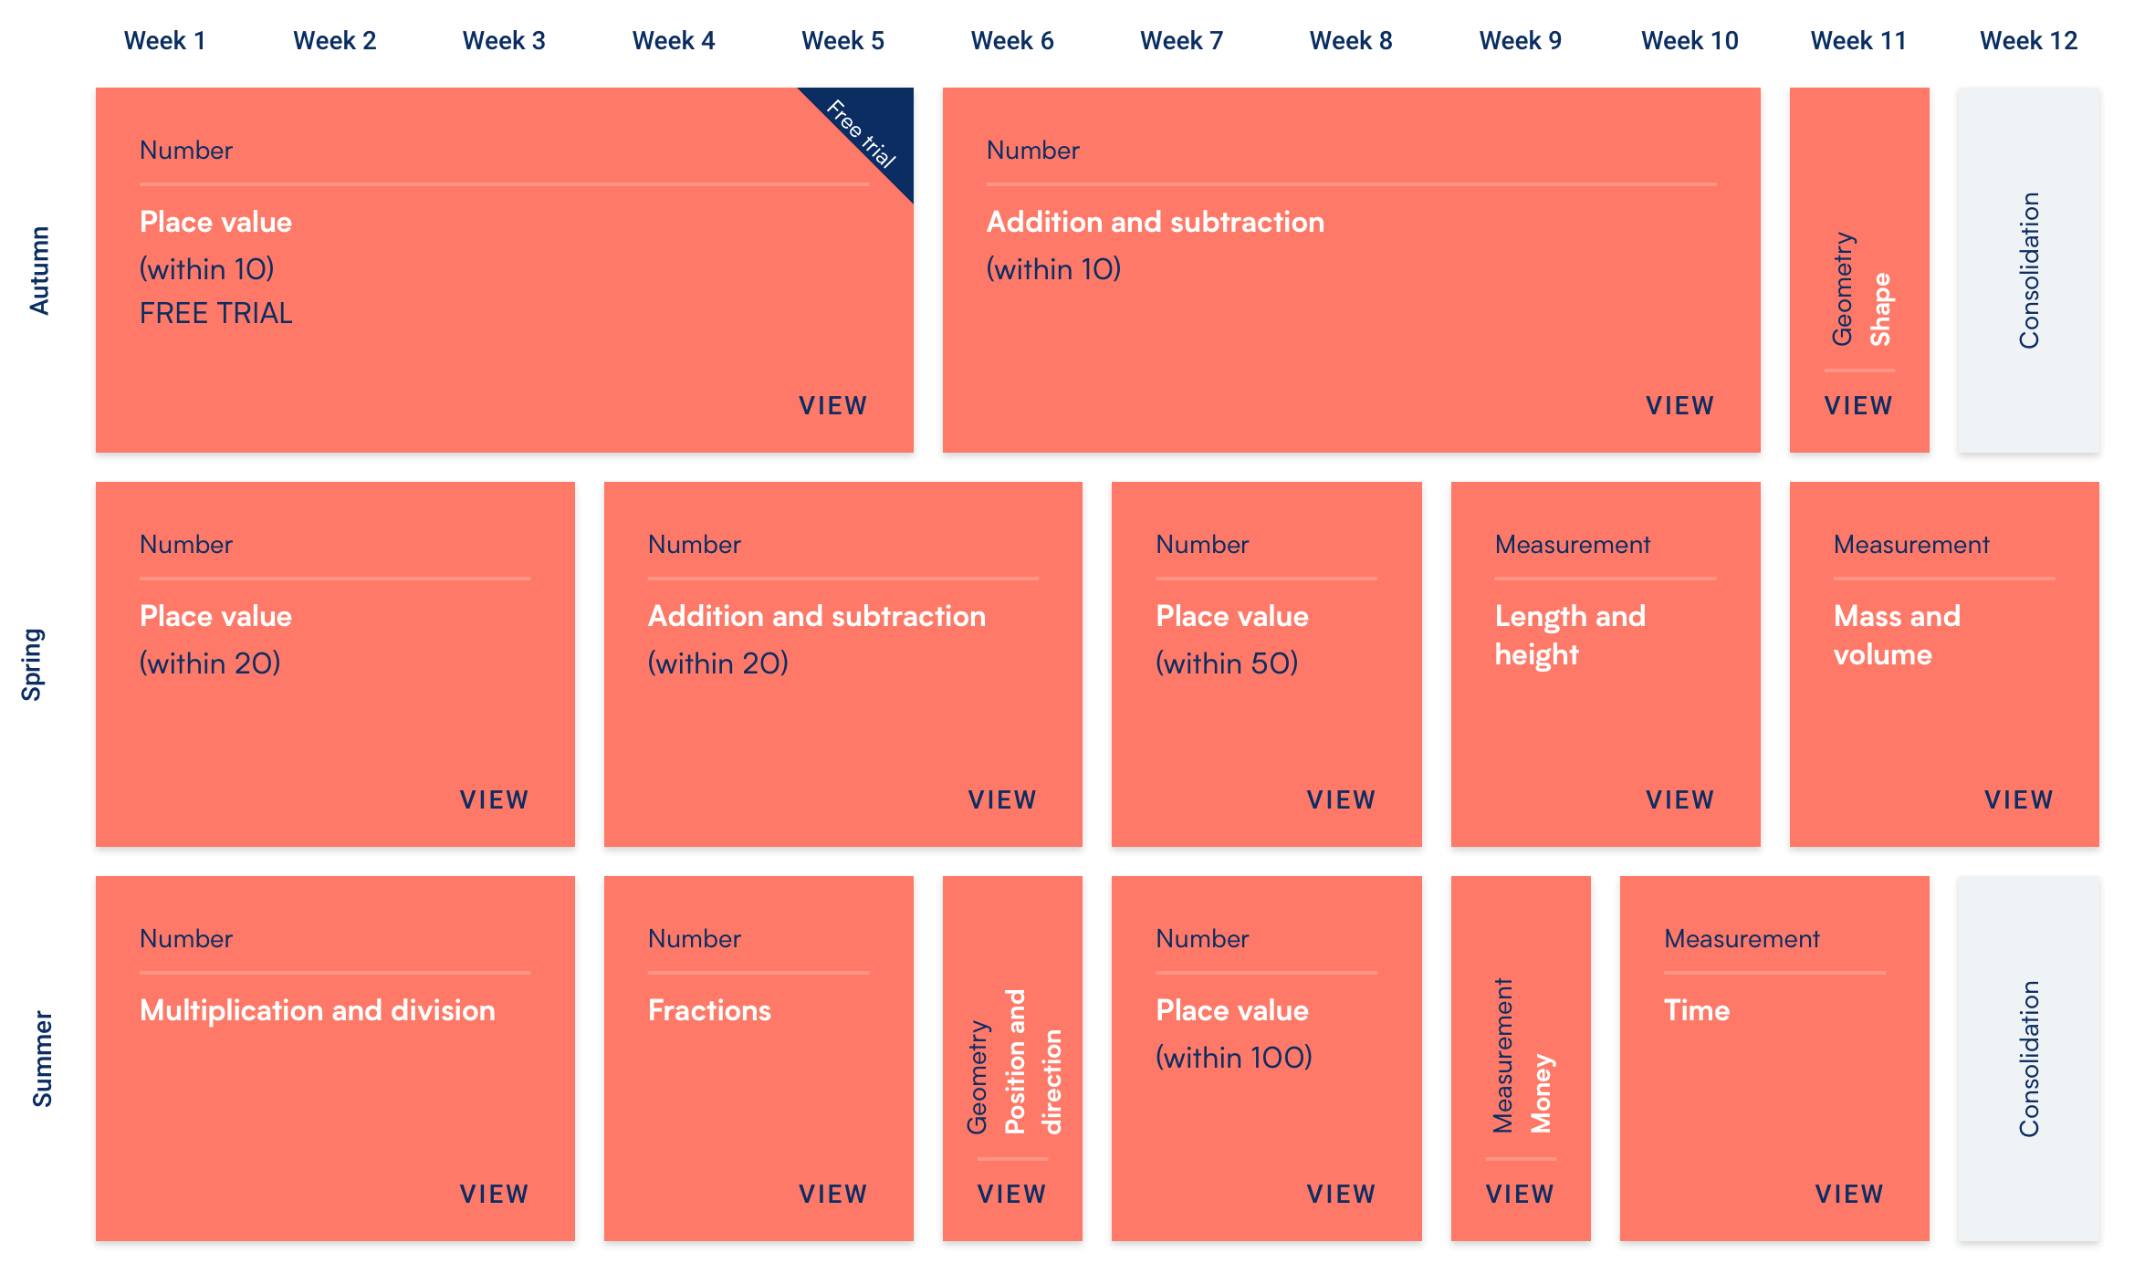 Week 1 Week 2 Week 3 Week 4 Week 5 Week 6 Week 7 Week 8 Week 9 Week 10 Week 11 Week 12
Autumn
Number
Free trial
Place value
(within 10)
FREE TRIAL
VIEW
Number
Addition and subtraction
(within 10)
VIEW
Geometry
Shape
VIEW
Consolidation
Spring
Number
Place value
(within 20)
VIEW
Number
Addition and subtraction
(within 20)
VIEW
Number
Place value
(within 50)
VIEW
Measurement
Length and
height
VIEW
Measurement
Mass and
volume
VIEW
Summer
Number
Multiplication and division
VIEW
Number
Fractions
VIEW
Geometry
Position and
direction
VIEW
Number
Place value
(within 100)
VIEW
Measurement
Money
VIEW
Measurement
Time
VIEW
Consolidation